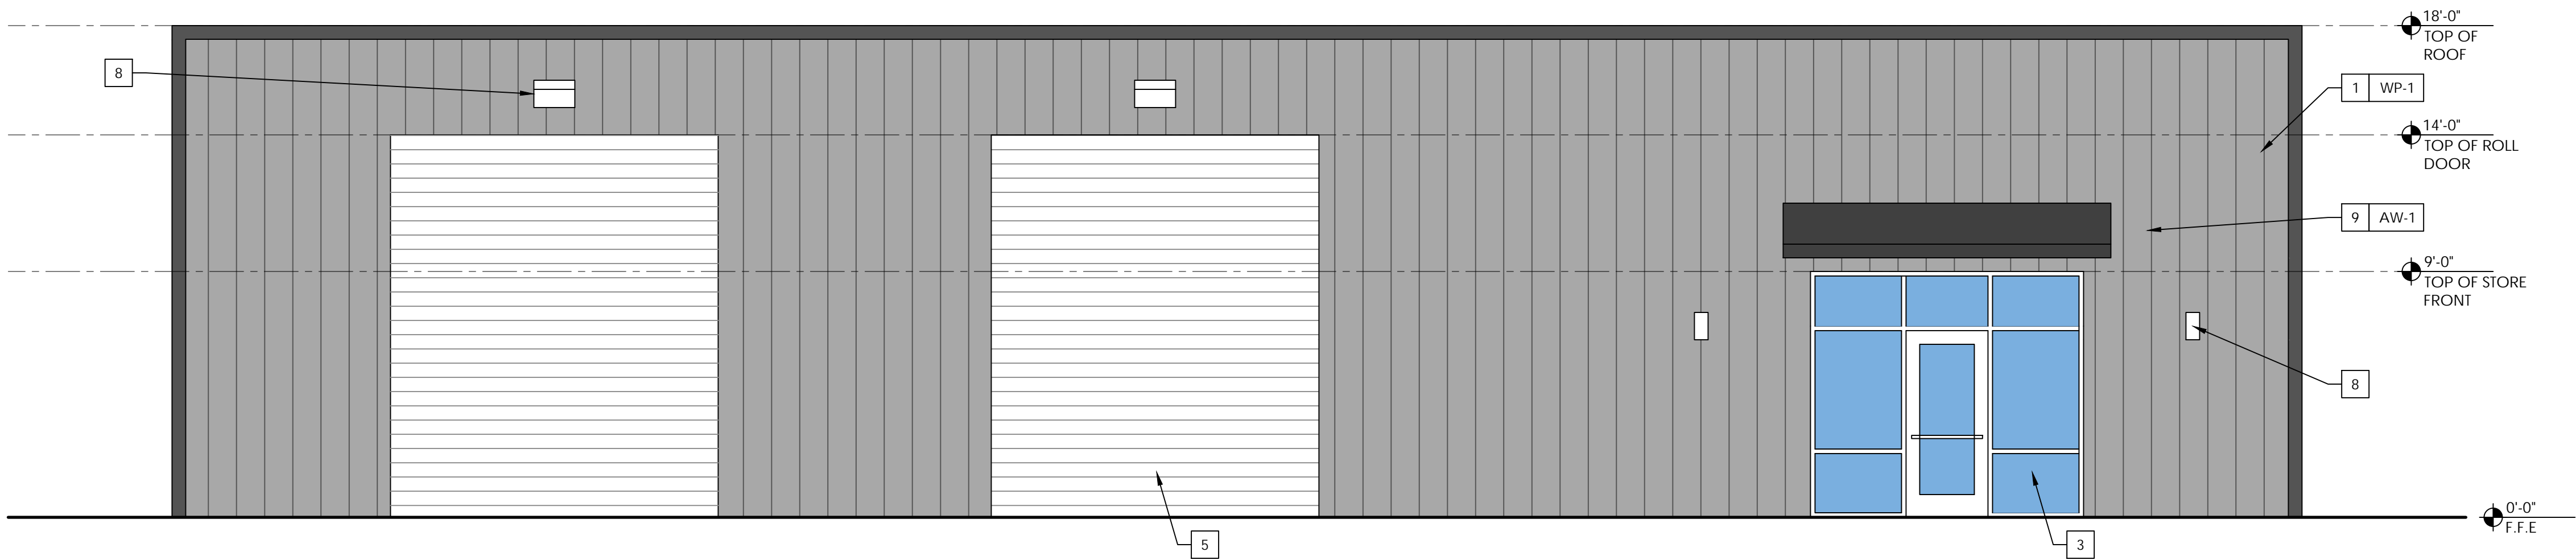 18'-0"
TOP OF
ROOF
8
1 WP-1
14'-0"
TOP OF ROLL
DOOR
9 AW-1
9'-0"
TOP OF STORE
FRONT
8
0'-0"
F.F.E
5
3